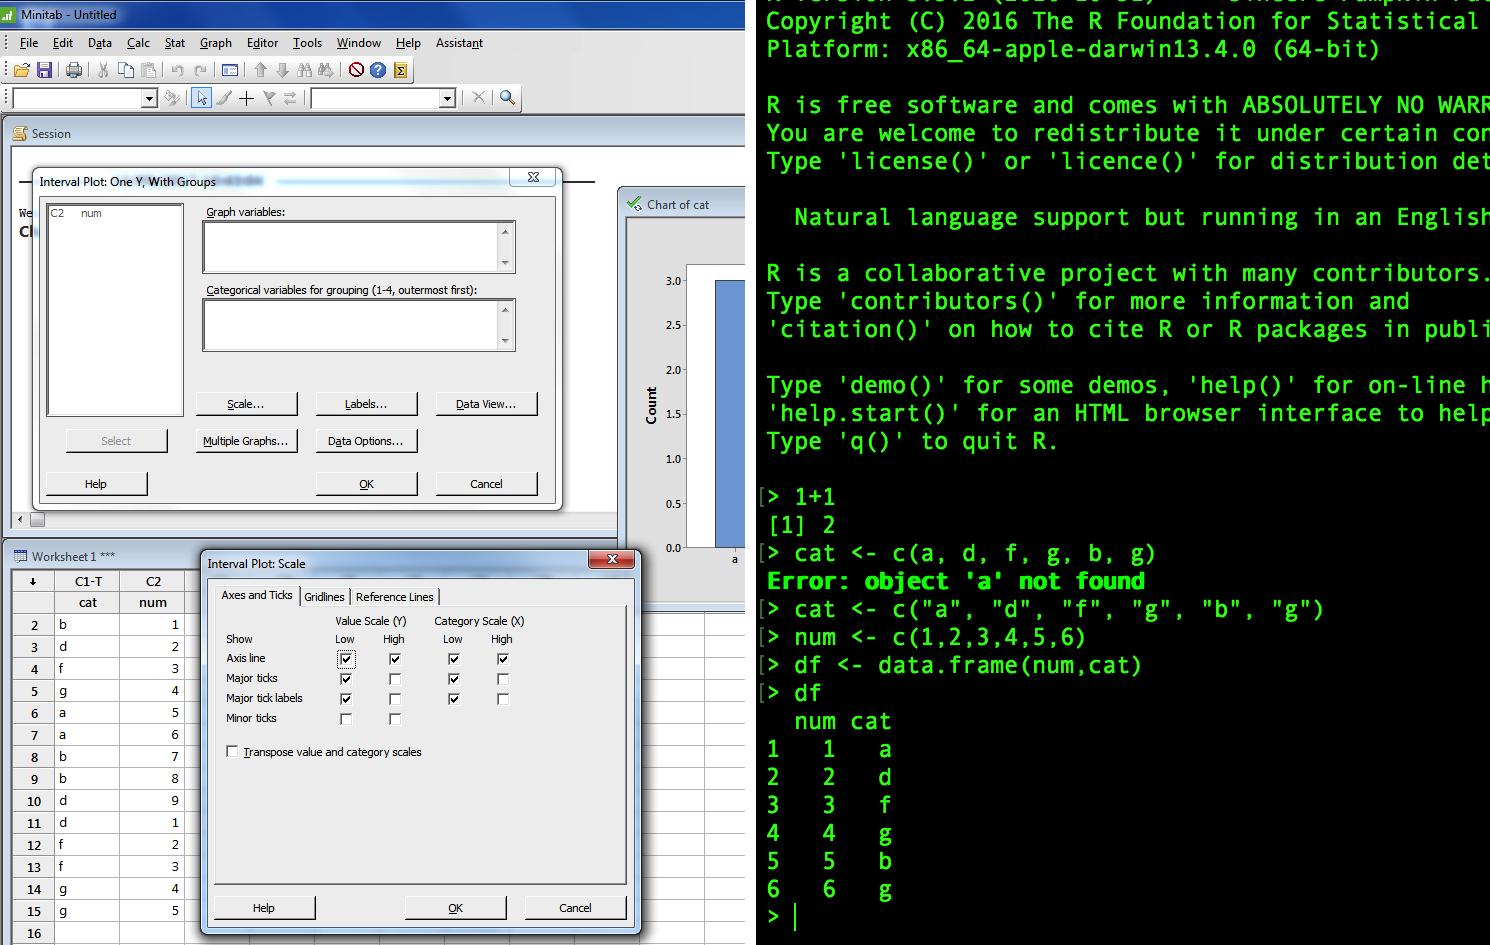 Minitab - Untitled
File Edit Data Calc Stat Graph Editor Tools Window Help Assistant
Session
Interval Plot: One Y, With Groups
We
C2 num
Graph variables:
Categorical variables for grouping (1-4, outermost first):
Scale... Labels... Data View...
Select Multiple Graphs... Data Options...
Help OK Cancel
Chart of cat
3.0
2.5
2.0
1.5
1.0
0.5
0.0
Count
a
Worksheet 1 ***
C1-T C2
cat num
2 b 1
3 d 2
4 f 3
5 g 4
6 a 5
7 a 6
8 b 7
9 b 8
10 d 9
11 d 1
12 f 2
13 f 3
14 g 4
15 g 5
16
Interval Plot: Scale
Axes and Ticks Gridlines Reference Lines
Value Scale (Y) Category Scale (X)
Show Low High Low High
Axis line
Major ticks
Major tick labels
Minor ticks
Transpose value and category scales
Help OK Cancel
Copyright (C) 2016 The R Foundation for Statistical
Platform: x86_64-apple-darwin13.4.0 (64-bit)
R is free software and comes with ABSOLUTELY NO WARR
You are welcome to redistribute it under certain con
Type 'license()' or 'licence()' for distribution det
Natural language support but running in an English
R is a collaborative project with many contributors.
Type 'contributors()' for more information and
'citation()' on how to cite R or R packages in publi
Type 'demo()' for some demos, 'help()' for on-line h
'help.start()' for an HTML browser interface to help
Type 'q()' to quit R.
[> 1+1
[1] 2
[> cat <- c(a, d, f, g, b, g)
Error: object 'a' not found
[> cat <- c("a", "d", "f", "g", "b", "g")
[> num <- c(1,2,3,4,5,6)
[> df <- data.frame(num,cat)
[> df
num cat
1 1 a
2 2 d
3 3 f
4 4 g
5 5 b
6 6 g
>